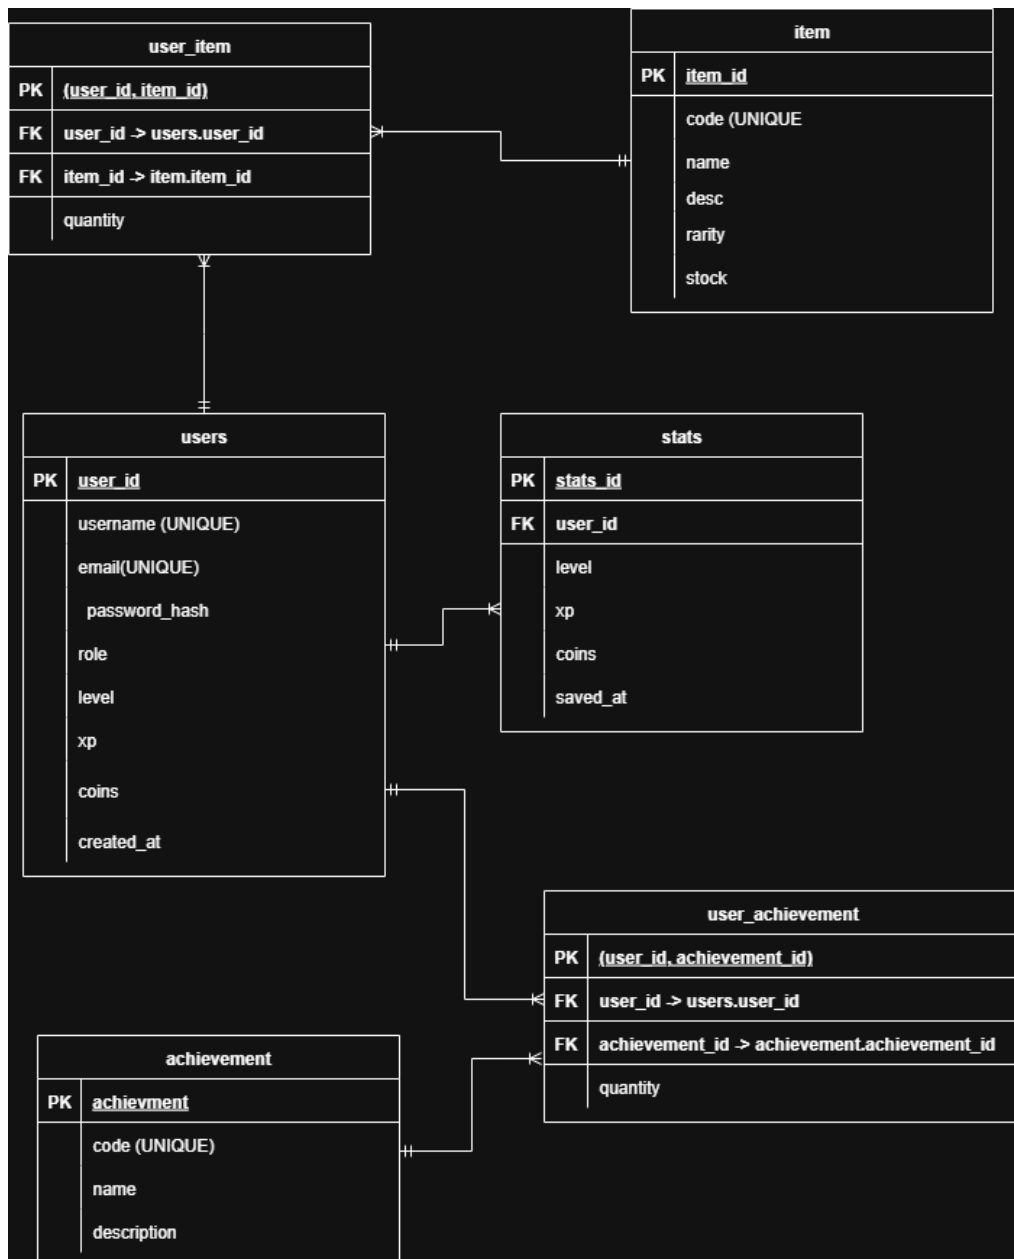 user_item
PK (user_id, item_id)
FK user_id -> users.user_id
FK item_id -> item.item_id
quantity
item
PK item_id
code (UNIQUE
name
desc
rarity
stock
users
PK user_id
username (UNIQUE)
email(UNIQUE)
password_hash
role
level
xp
coins
created_at
stats
PK stats_id
FK user_id
level
xp
coins
saved_at
user_achievement
PK (user_id, achievement_id)
FK user_id -> users.user_id
FK achievement_id -> achievement.achievement_id
quantity
achievement
PK achievment
code (UNIQUE)
name
description